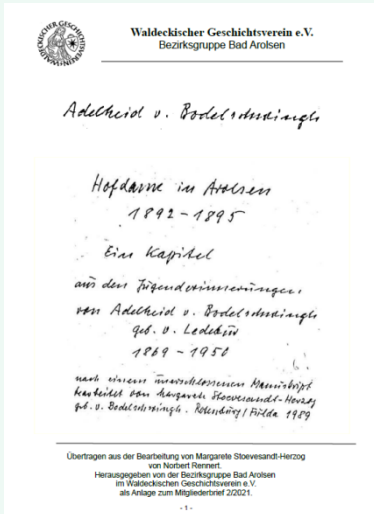 WALDECKISCHER GESCHICHTSVEREIN
Waldeckischer Geschichtsverein e.V.
Bezirksgruppe Bad Arolsen
Adelheid v. Bodelschwingh
Hofdame in Arolsen
1892-1895
Ein Kapitel
aus den Jugenderinnerungen
von Adelheid v. Bodelschwingh
geb. v. Ledebur
1869-1950
nach einem Manuskript
bearbeitet von Margarete Stoevesandt-Herzog
geb. v. Bodelschwingh. Rotenburg/Fulda 1989
Übertragen aus der Bearbeitung von Margarete Stoevesandt-Herzog
von Norbert Rennert.
Herausgegeben von der Bezirksgruppe Bad Arolsen
im Waldeckischen Geschichtsverein e.V.
als Anlage zum Mitgliederbrief 2/2021.
- 1 -